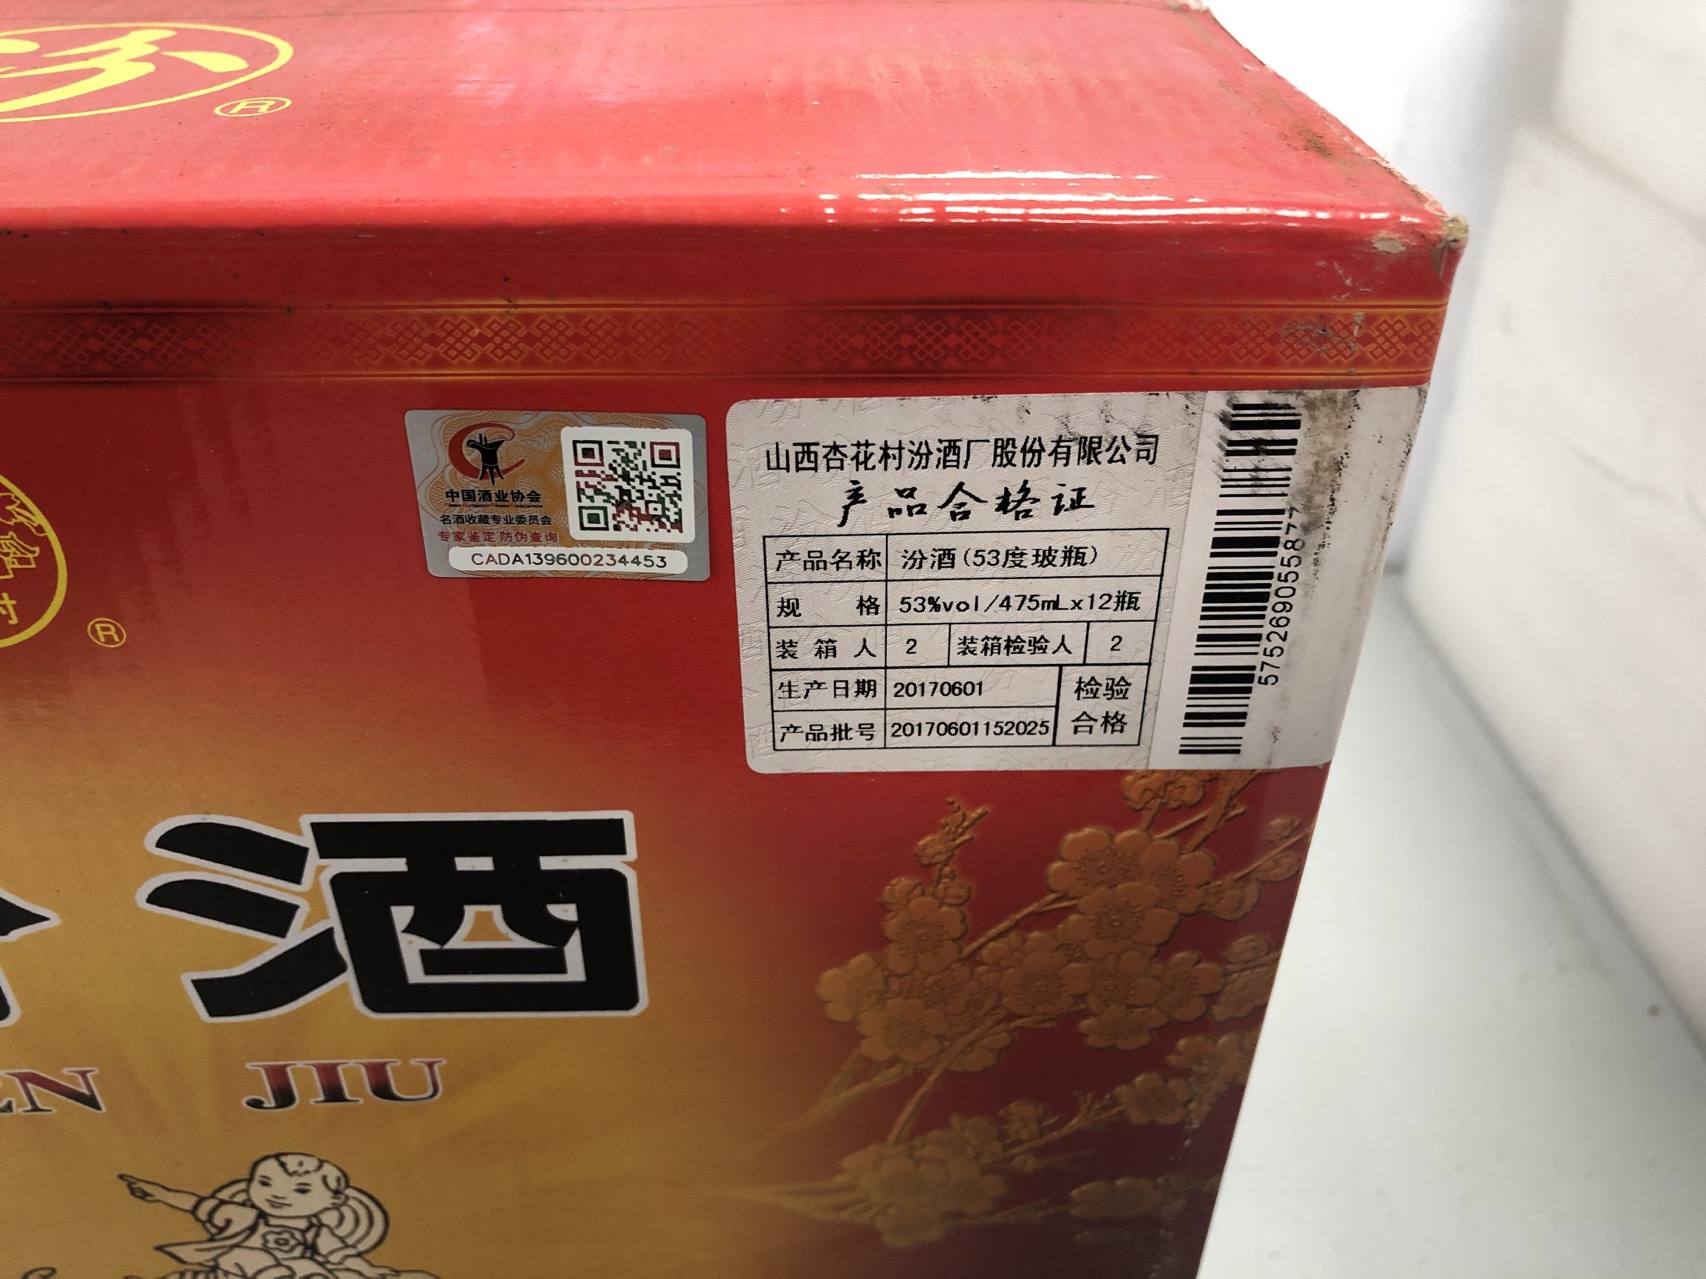 汾
®
中国酒业协会
名酒收藏专业委员会
专家鉴定 防伪查询
CADA139600234453
山西杏花村汾酒厂股份有限公司
产品合格证
产品名称 汾酒(53度玻瓶)
规 格 53%vol/475mLx12瓶
装 箱 人 2 装箱检验人 2
生产日期 20170601 检验
产品批号 20170601152025 合格
村
®
酒
JIU